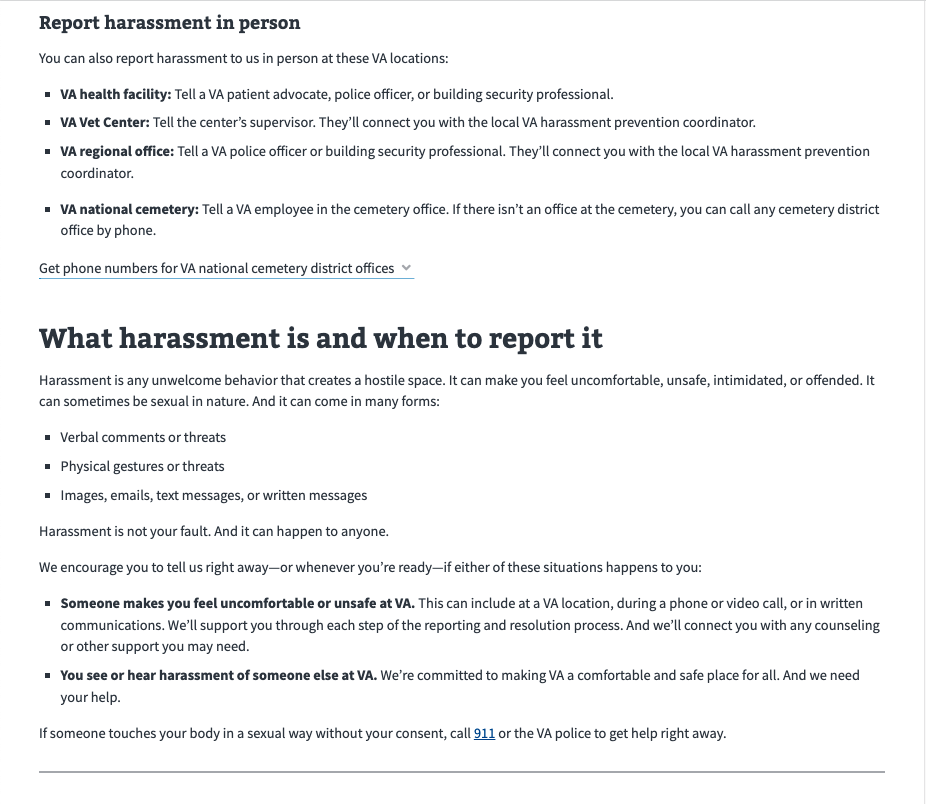 Report harassment in person
You can also report harassment to us in person at these VA locations:
▪ VA health facility: Tell a VA patient advocate, police officer, or building security professional.
▪ VA Vet Center: Tell the center’s supervisor. They’ll connect you with the local VA harassment prevention coordinator.
▪ VA regional office: Tell a VA police officer or building security professional. They’ll connect you with the local VA harassment prevention
coordinator.
▪ VA national cemetery: Tell a VA employee in the cemetery office. If there isn’t an office at the cemetery, you can call any cemetery district
office by phone.
Get phone numbers for VA national cemetery district offices
What harassment is and when to report it
Harassment is any unwelcome behavior that creates a hostile space. It can make you feel uncomfortable, unsafe, intimidated, or offended. It
can sometimes be sexual in nature. And it can come in many forms:
▪ Verbal comments or threats
▪ Physical gestures or threats
▪ Images, emails, text messages, or written messages
Harassment is not your fault. And it can happen to anyone.
We encourage you to tell us right away—or whenever you’re ready—if either of these situations happens to you:
▪ Someone makes you feel uncomfortable or unsafe at VA. This can include at a VA location, during a phone or video call, or in written
communications. We’ll support you through each step of the reporting and resolution process. And we’ll connect you with any counseling
or other support you may need.
▪ You see or hear harassment of someone else at VA. We’re committed to making VA a comfortable and safe place for all. And we need
your help.
If someone touches your body in a sexual way without your consent, call 911 or the VA police to get help right away.